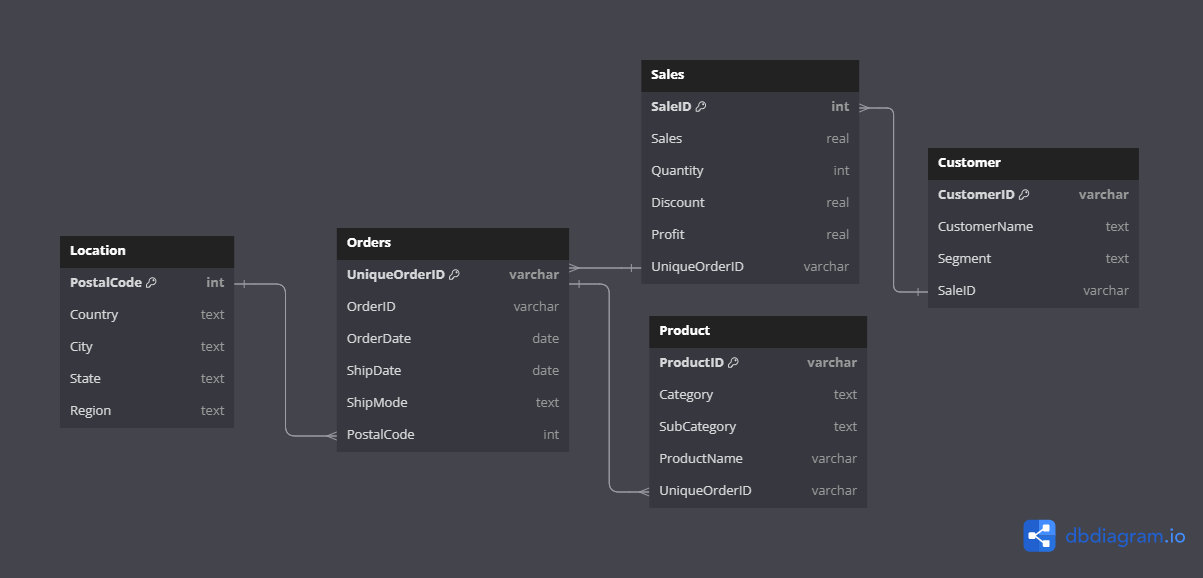 Location
PostalCode int
Country text
City text
State text
Region text
Orders
UniqueOrderID varchar
OrderID varchar
OrderDate date
ShipDate date
ShipMode text
PostalCode int
Sales
SaleID int
Sales real
Quantity int
Discount real
Profit real
UniqueOrderID varchar
Product
ProductID varchar
Category text
SubCategory text
ProductName varchar
UniqueOrderID varchar
Customer
CustomerID varchar
CustomerName text
Segment text
SaleID varchar
dbdiagram.io